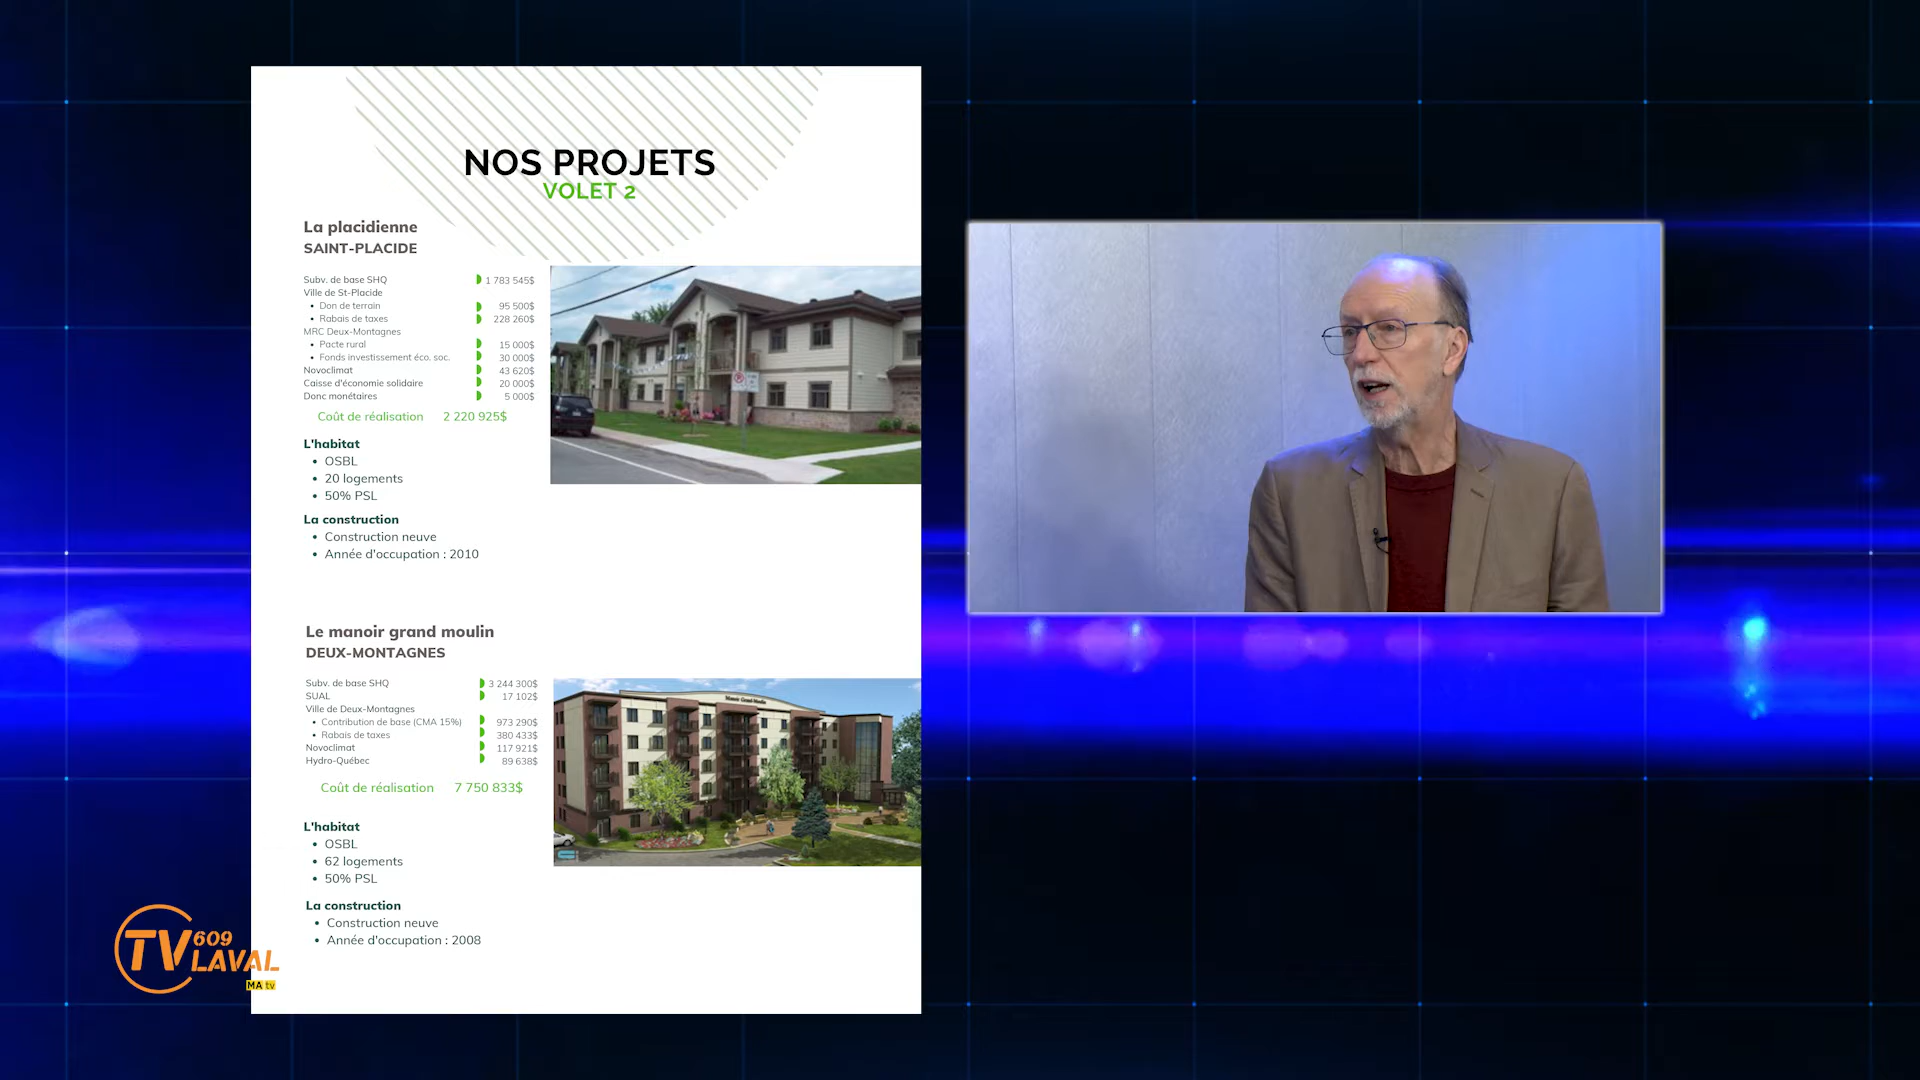 NOS PROJETS
VOLET 2
La placidienne
SAINT-PLACIDE
Subv. de base SHQ 1 783 545$
Ville de St-Placide
• Don de terrain 95 500$
• Rabais de taxes 228 260$
MRC Deux-Montagnes
• Pacte rural 15 000$
• Fonds investissement éco. soc. 30 000$
Novoclimat 43 620$
Caisse d'économie solidaire 20 000$
Donc monétaires 5 000$
Coût de réalisation 2 220 925$
L'habitat
• OSBL
• 20 logements
• 50% PSL
La construction
• Construction neuve
• Année d'occupation : 2010
Le manoir grand moulin
DEUX-MONTAGNES
Subv. de base SHQ 3 244 300$
SUAL 17 102$
Ville de Deux-Montagnes
• Contribution de base (CMA 15%) 973 290$
• Rabais de taxes 380 433$
Novoclimat 117 921$
Hydro-Québec 89 638$
Coût de réalisation 7 750 833$
L'habitat
• OSBL
• 62 logements
• 50% PSL
La construction
• Construction neuve
• Année d'occupation : 2008
TV 609
LAVAL
MAtv